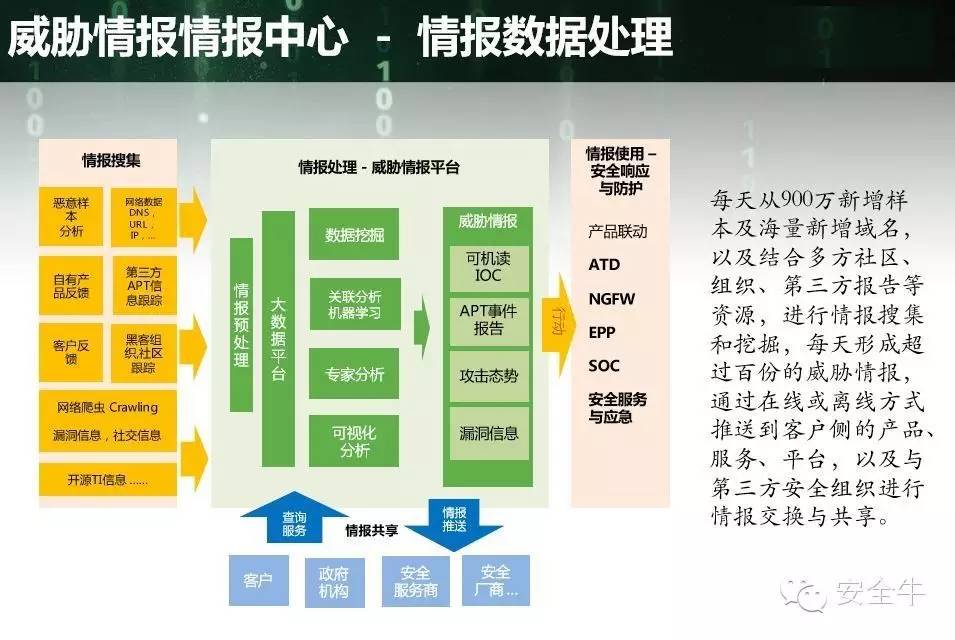 威胁情报情报中心 - 情报数据处理
情报搜集
恶意样
本
分析
网络数据
DNS,
URL,
IP, ...
自有产
品反馈
第三方
APT信
息跟踪
客户反
馈
黑客组
织,社区
跟踪
网络爬虫 Crawling
漏洞信息,社交信息
开源TI信息 ......
情报处理 - 威胁情报平台
情报预处理
大数据平台
数据挖掘
关联分析
机器学习
专家分析
可视化
分析
威胁情报
可机读
IOC
APT事件
报告
攻击态势
漏洞信息
行动
情报使用 –
安全响应
与防护
产品联动
ATD
NGFW
EPP
SOC
安全服务
与应急
查询
服务
情报共享
情报
推送
客户
政府
机构
安全
服务商
安全
厂商 ...
每天从900万新增样
本及海量新增域名,
以及结合多方社区、
组织、第三方报告等
资源,进行情报搜集
和挖掘,每天形成超
过百份的威胁情报,
通过在线或离线方式
推送到客户侧的产品、
服务、平台,以及与
第三方安全组织进行
情报交换与共享。
安全牛